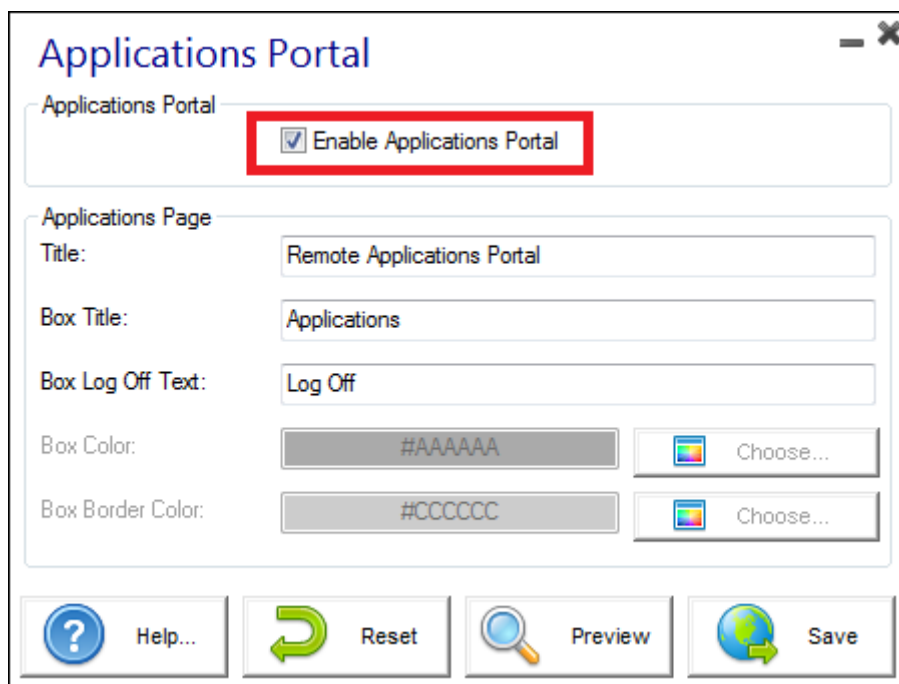 Applications Portal
Applications Portal
Enable Applications Portal
Applications Page
Title:
Remote Applications Portal
Box Title:
Applications
Box Log Off Text:
Log Off
Box Color:
#AAAAAA
Choose...
Box Border Color:
#CCCCCC
Choose...
Help...
Reset
Preview
Save